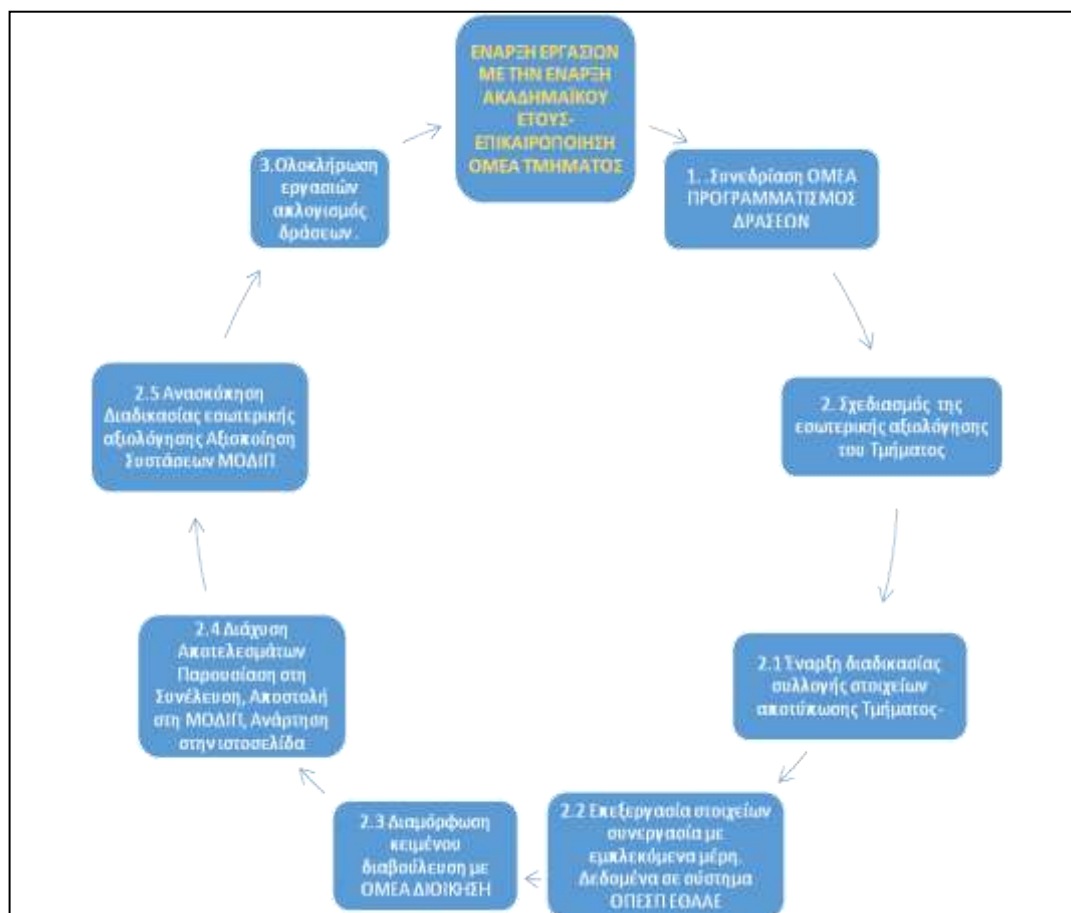 ΕΝΑΡΞΗ ΕΡΓΑΣΙΩΝ
ΜΕ ΤΗΝ ΕΝΑΡΞΗ
ΑΚΑΔΗΜΑΪΚΟΥ
ΕΤΟΥΣ-
ΕΠΙΚΑΙΡΟΠΟΙΗΣΗ
ΟΜΕΑ ΤΜΗΜΑΤΟΣ
1. .Συνεδρίαση ΟΜΕΑ
ΠΡΟΓΡΑΜΜΑΤΙΣΜΟΣ
ΔΡΑΣΕΩΝ
2. Σχεδιασμός της
εσωτερικής αξιολόγησης
του Τμήματος
2.1 Έναρξη διαδικασίας
συλλογής στοιχείων
αποτύπωσης Τμήματος-
2.2 Επεξεργασία στοιχείων
συνεργασία με
εμπλεκόμενα μέρη.
Δεδομένα σε σύστημα
ΟΠΕΣΠ ΕΘΑΑΕ
2.3 Διαμόρφωση
κειμένου
διαβούλευση με
ΟΜΕΑ ΔΙΟΙΚΗΣΗ
2.4 Διάχυση
Αποτελεσμάτων
Παρουσίαση στη
Συνέλευση, Αποστολή
στη ΜΟΔΙΠ, Ανάρτηση
στην ιστοσελίδα
2.5 Ανασκόπηση
Διαδικασίας εσωτερικής
αξιολόγησης Αξιοποίηση
Συστάσεων ΜΟΔΙΠ
3.Ολοκλήρωση
εργασιών
απλογισμός
δράσεων .